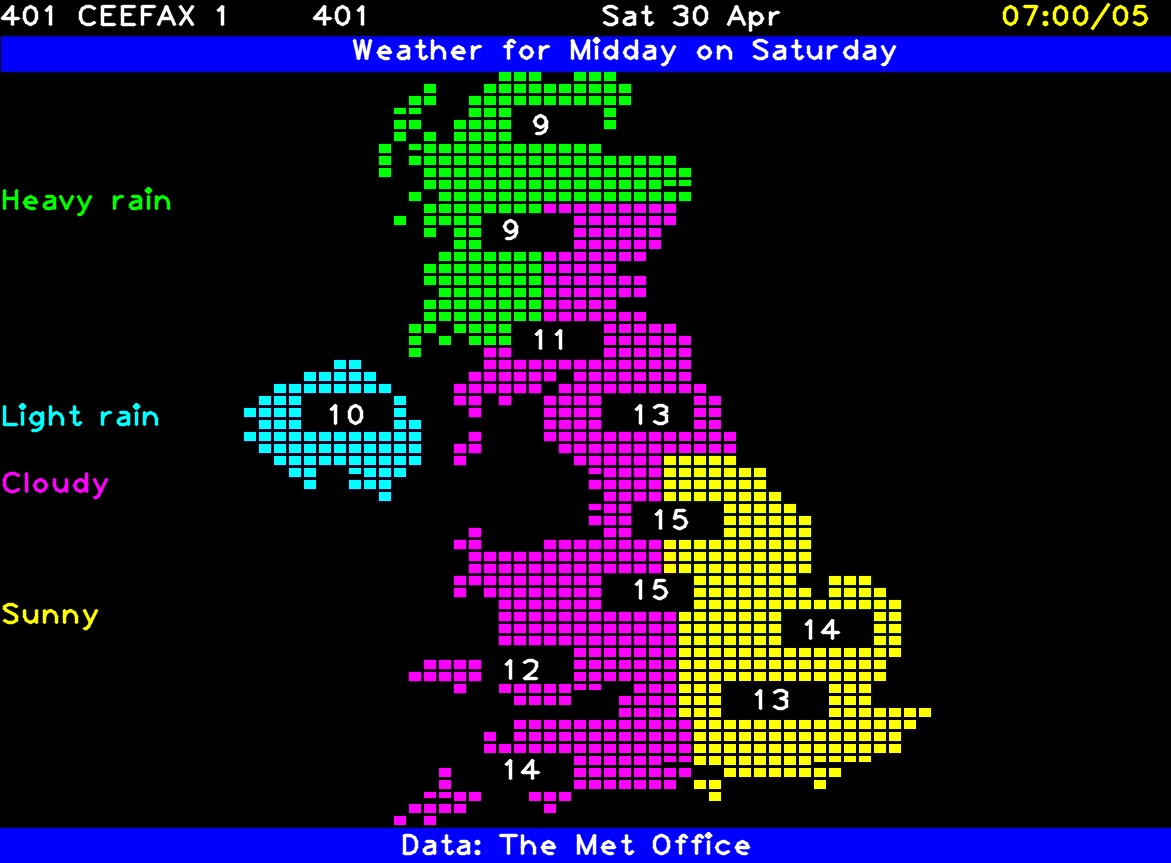 401 CEEFAX 1 401 Sat 30 Apr 07:00/05
Weather for Midday on Saturday
9
Heavy rain
9
11
Light rain 10 13
Cloudy
15
15
Sunny
14
12
13
14
Data: The Met Office